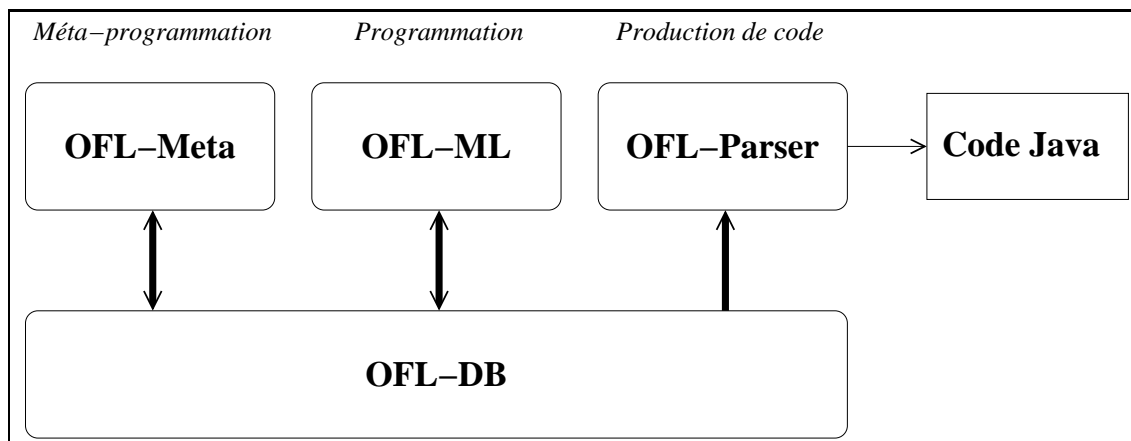 Méta−programmation Programmation Production de code
OFL−Meta OFL−ML OFL−Parser Code Java
OFL−DB